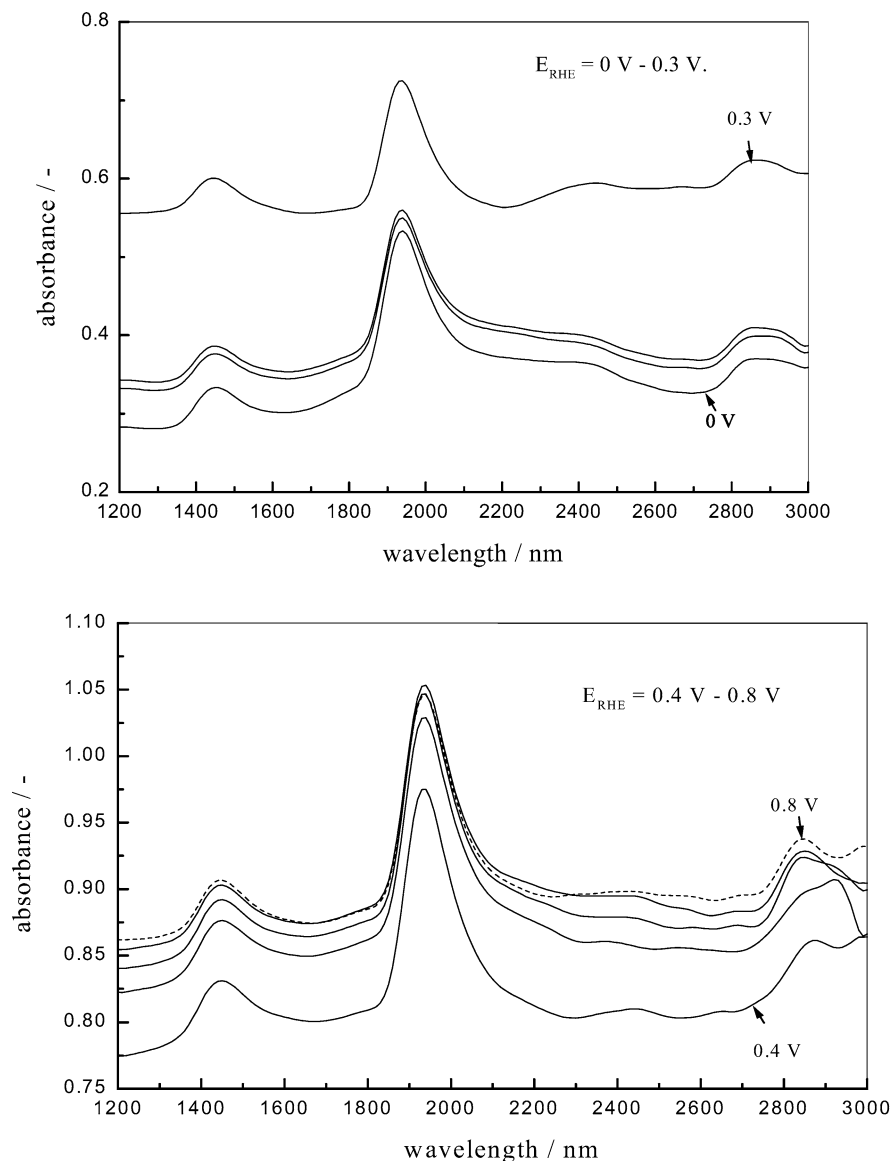 0.8
E_RHE = 0 V - 0.3 V.
0.3 V
0.6
absorbance / -
0.4
0 V
0.2
1200 1400 1600 1800 2000 2200 2400 2600 2800 3000
wavelength / nm
1.10
1.05
E_RHE = 0.4 V - 0.8 V
1.00
0.95
0.8 V
absorbance / -
0.90
0.85
0.80
0.4 V
0.75
1200 1400 1600 1800 2000 2200 2400 2600 2800 3000
wavelength / nm